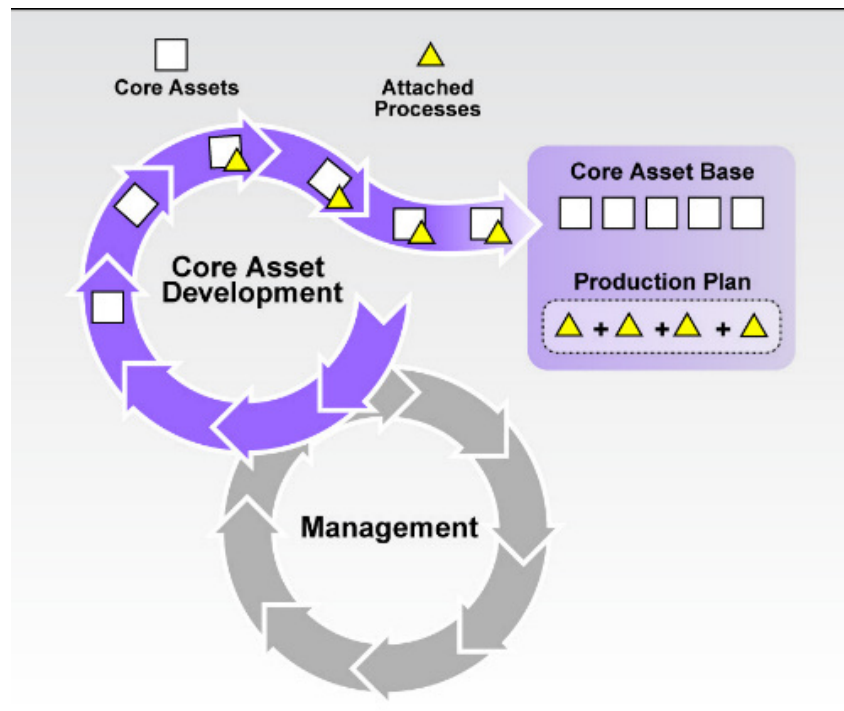 Core Assets
Attached
Processes
Core Asset Base
Core Asset
Development
Production Plan
+ + +
Management